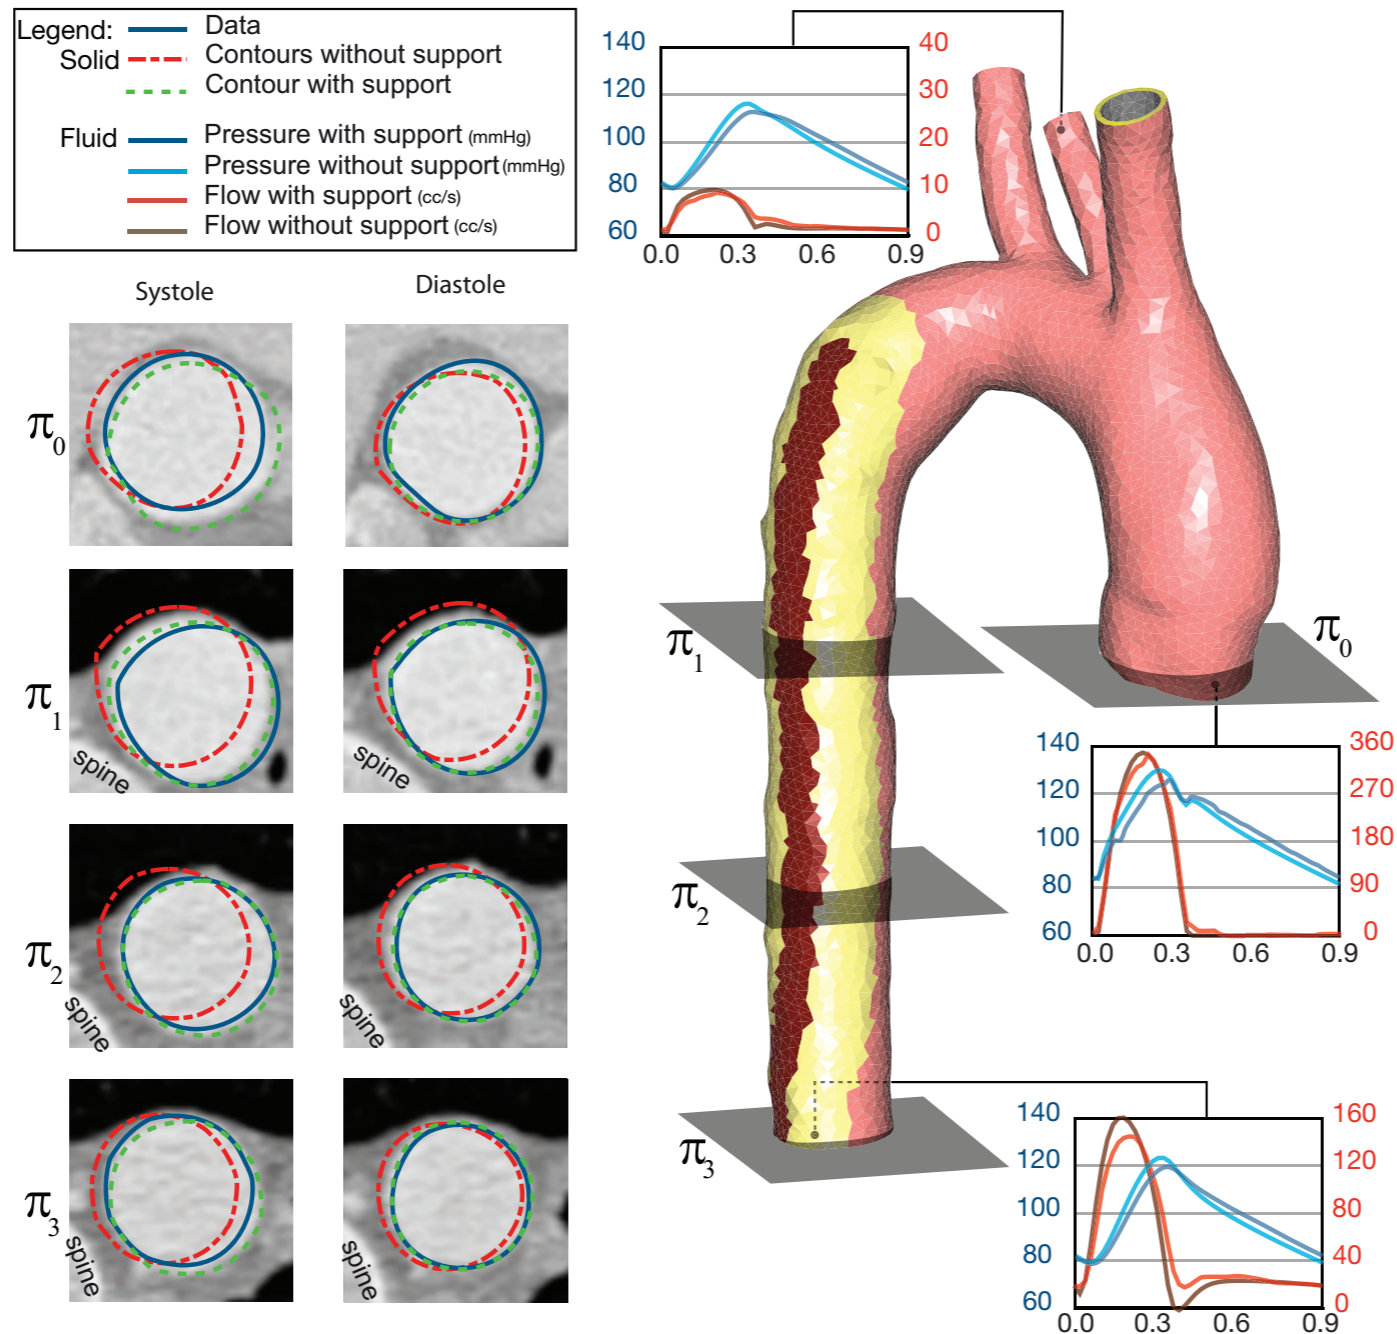 Legend:
Data
Solid
Contours without support
Contour with support
Fluid
Pressure with support (mmHg)
Pressure without support (mmHg)
Flow with support (cc/s)
Flow without support (cc/s)
140
120
100
80
60
40
30
20
10
0
0.0 0.3 0.6 0.9
Systole
Diastole
π0
π1
spine
spine
π2
spine
spine
π3
spine
spine
π1
π0
π2
π3
140
120
100
80
60
360
270
180
90
0
0.0 0.3 0.6 0.9
140
120
100
80
60
160
120
80
40
0
0.0 0.3 0.6 0.9